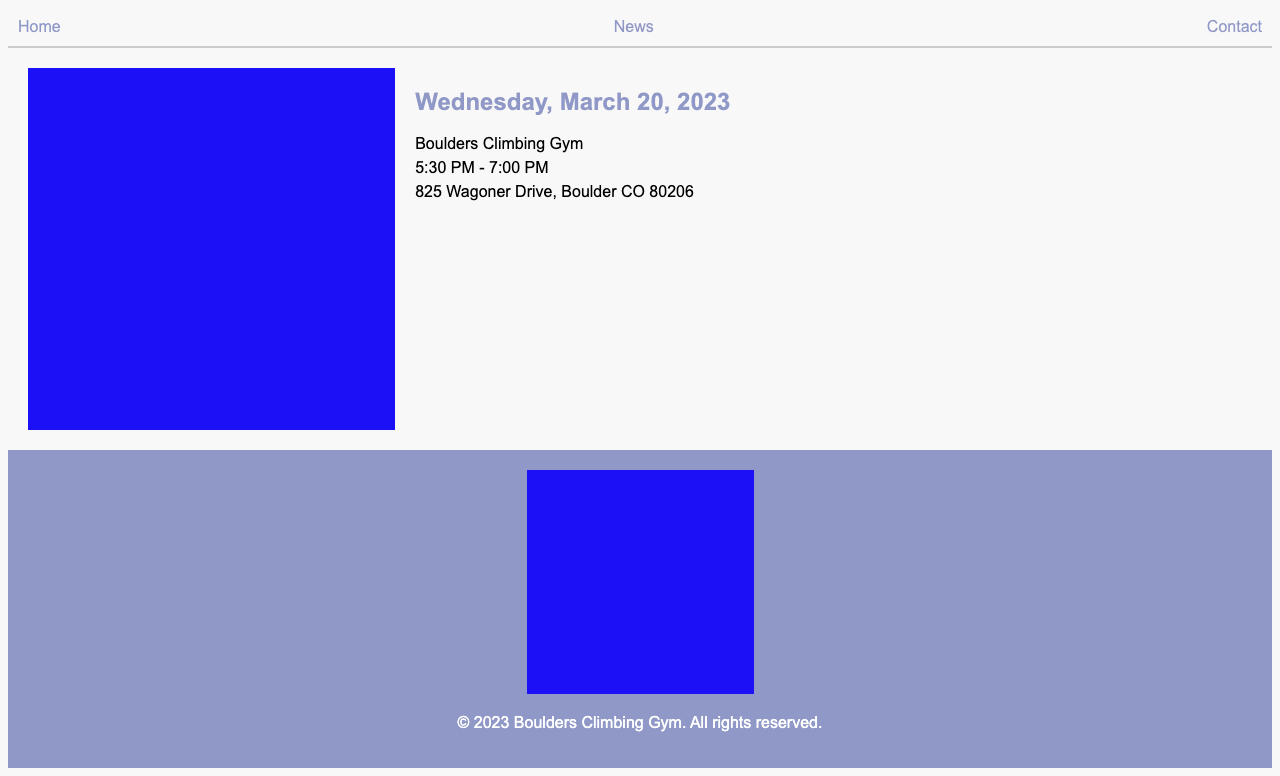 Home News Contact
Wednesday, March 20, 2023
Boulders Climbing Gym
5:30 PM - 7:00 PM
825 Wagoner Drive, Boulder CO 80206
© 2023 Boulders Climbing Gym. All rights reserved.